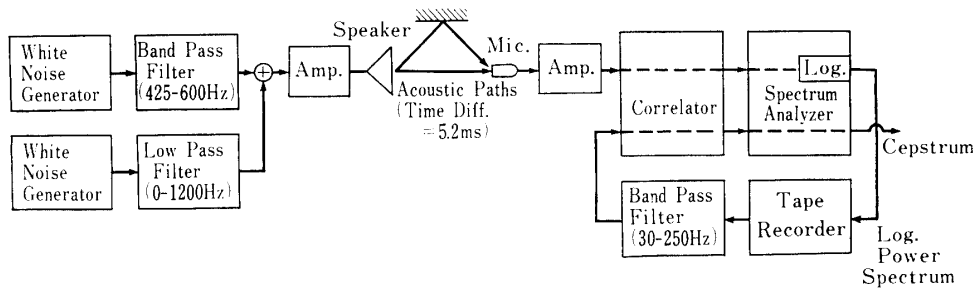 White
Noise
Generator
Band Pass
Filter
(425-600Hz)
White
Noise
Generator
Low Pass
Filter
(0-1200Hz)
Amp.
Speaker
Mic.
Acoustic Paths
(Time Diff.
=5.2ms)
Amp.
Correlator
Log.
Spectrum
Analyzer
Cepstrum
Band Pass
Filter
(30-250Hz)
Tape
Recorder
Log.
Power
Spectrum